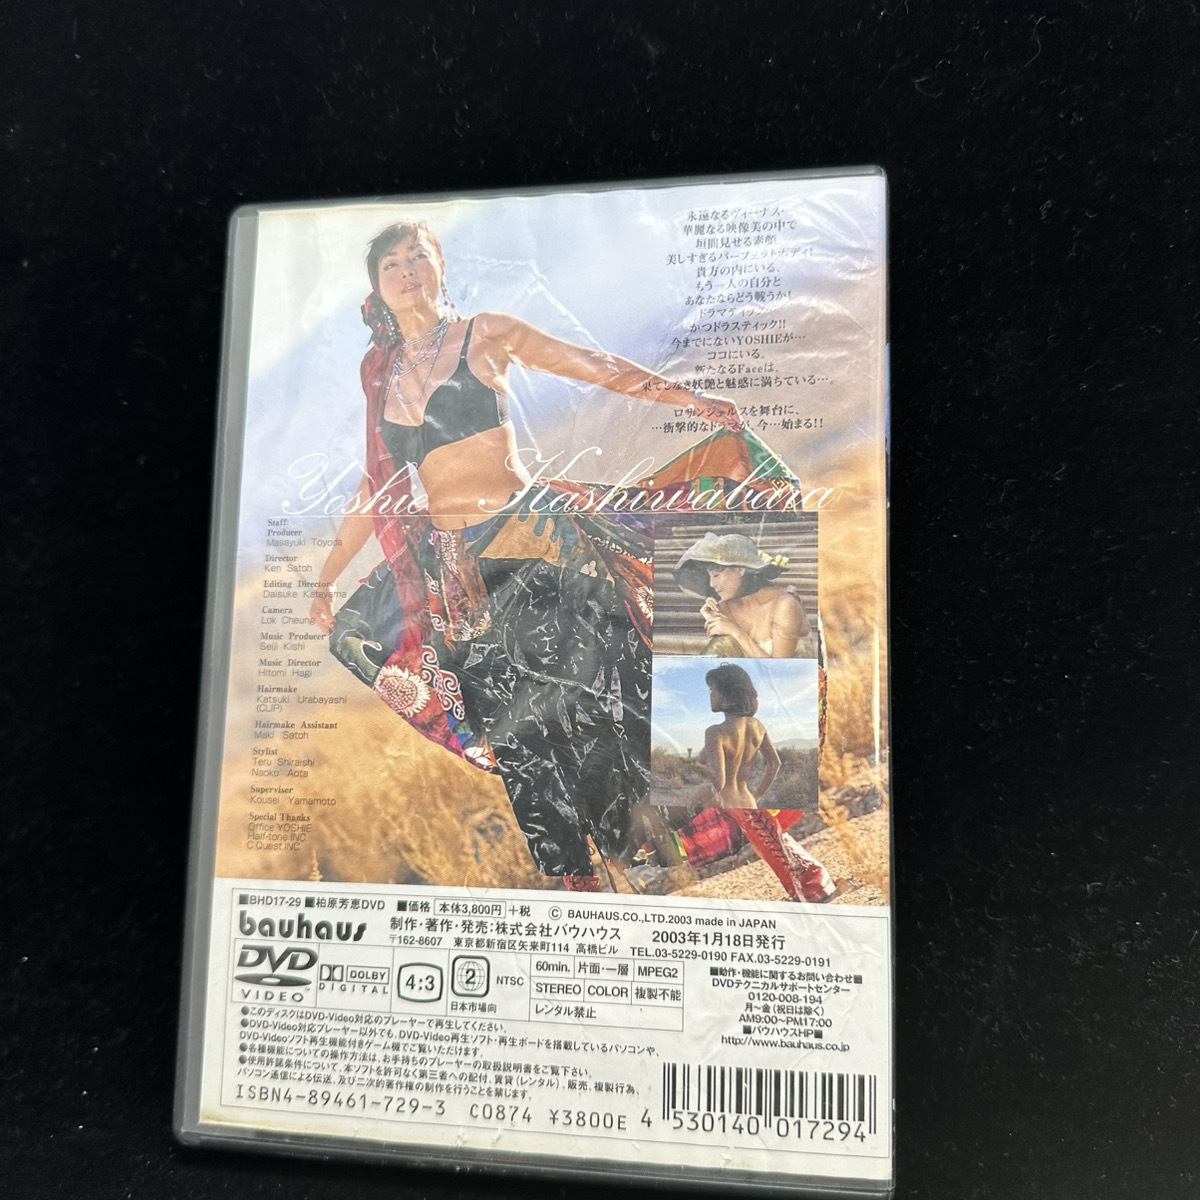 永遠なるヴィーナス…
華麗なる映像美の中で
垣間見せる素顔
美しすぎるパーフェクトボディ!
貴方の内にいる、
もう一人の自分と
あなたならどう戦うか!
ドラマティック
かつドラスティック!!
今までにないYOSHIEが…
ココにいる。
新たなるFaceは、
果てしなき妖艶と魅惑に満ちている…。
ロサンジェルスを舞台に、
…衝撃的なドラマが、今…始まる!!
Yoshie Kashiwabara
Staff:
Producer
Masayuki Toyoda
Director
Ken Satoh
Editing Director
Daisuke Katayama
Camera
Lok Cheung
Music Producer
Seiji Kishi
Music Director
Hitomi Hagi
Hairmake
Katsuki Urabayashi
(CLIP)
Hairmake Assistant
Maki Satoh
Stylist
Teru Shiraishi
Naoko Aota
Superviser
Kousei Yamamoto
Special Thanks
Office YOSHIE
Half-tone INC
C.Quest.INC
■BHD17-29 ■柏原芳恵DVD ■価格 本体3,800円 +税 © BAUHAUS.CO.,LTD.2003 made in JAPAN
bauhaus 制作・著作・発売:株式会社バウハウス 2003年1月18日発行
〒162-8607 東京都新宿区矢来町114 高橋ビル TEL.03-5229-0190 FAX.03-5229-0191
DVD VIDEO
DOLBY DIGITAL
4:3
2
日本市場向
NTSC
60min. 片面・一層 MPEG2
STEREO COLOR 複製不能
レンタル禁止
■動作・機能に関するお問い合わせ■
DVDテクニカルサポートセンター
0120-008-194
月~金(祝日は除く)
AM9:00~PM17:00
■バウハウスHP■
http://www.bauhaus.co.jp
●このディスクはDVD-Video対応のプレーヤーで再生してください。
●DVD-Video対応プレーヤー以外でも、DVD-Video再生ソフト・再生ボードを搭載しているパソコンや、
DVD-Videoソフト再生機能付きゲーム機でご覧いただけます。
●各種機能についての操作方法は、お手持ちのプレーヤーの取扱説明書をご覧下さい。
●使用許諾条件について、本ソフトを許可なく第三者への配付、賃貸(レンタル)、販売、複製行為、
パソコン通信による伝送、及び二次的著作権の制作を行うことを禁じます。
ISBN4-89461-729-3 C0874 ¥3800E
4 530140 017294